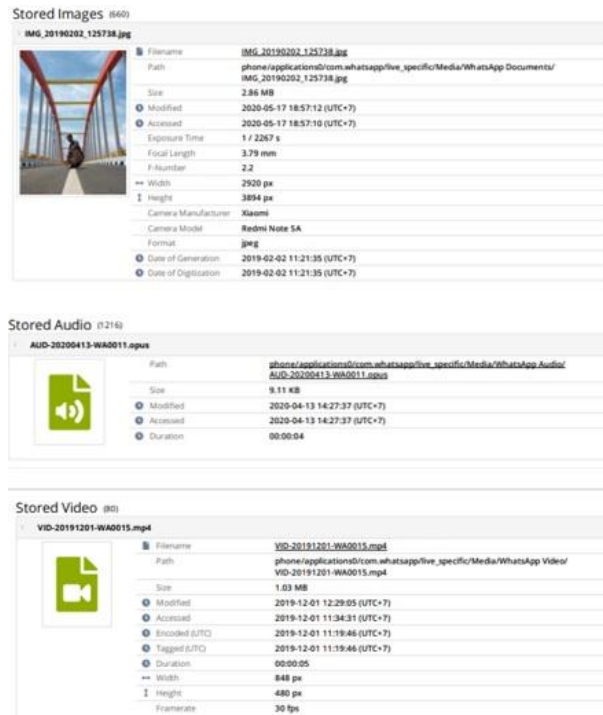 Stored Images (660)
IMG_20190202_125738.jpg
Filename IMG_20190202_125738.jpg
Path phone/applications0/com.whatsapp/live_specific/Media/WhatsApp Documents/
IMG_20190202_125738.jpg
Size 2.86 MB
Modified 2020-05-17 18:57:12 (UTC+7)
Accessed 2020-05-17 18:57:10 (UTC+7)
Exposure Time 1 / 2267 s
Focal Length 3.79 mm
F-Number 2.2
Width 2920 px
Height 3894 px
Camera Manufacturer Xiaomi
Camera Model Redmi Note 5A
Format jpeg
Date of Generation 2019-02-02 11:21:35 (UTC+7)
Date of Digitization 2019-02-02 11:21:35 (UTC+7)
Stored Audio (1216)
AUD-20200413-WA0011.opus
Path phone/applications0/com.whatsapp/live_specific/Media/WhatsApp Audio/
AUD-20200413-WA0011.opus
Size 9.11 KB
Modified 2020-04-13 14:27:37 (UTC+7)
Accessed 2020-04-13 14:27:37 (UTC+7)
Duration 00:00:04
Stored Video (80)
VID-20191201-WA0015.mp4
Filename VID-20191201-WA0015.mp4
Path phone/applications0/com.whatsapp/live_specific/Media/WhatsApp Video/
VID-20191201-WA0015.mp4
Size 1.03 MB
Modified 2019-12-01 12:29:05 (UTC+7)
Accessed 2019-12-01 11:34:31 (UTC+7)
Encoded (UTC) 2019-12-01 11:19:46 (UTC+7)
Tagged (UTC) 2019-12-01 11:19:46 (UTC+7)
Duration 00:00:05
Width 848 px
Height 480 px
Framerate 30 fps